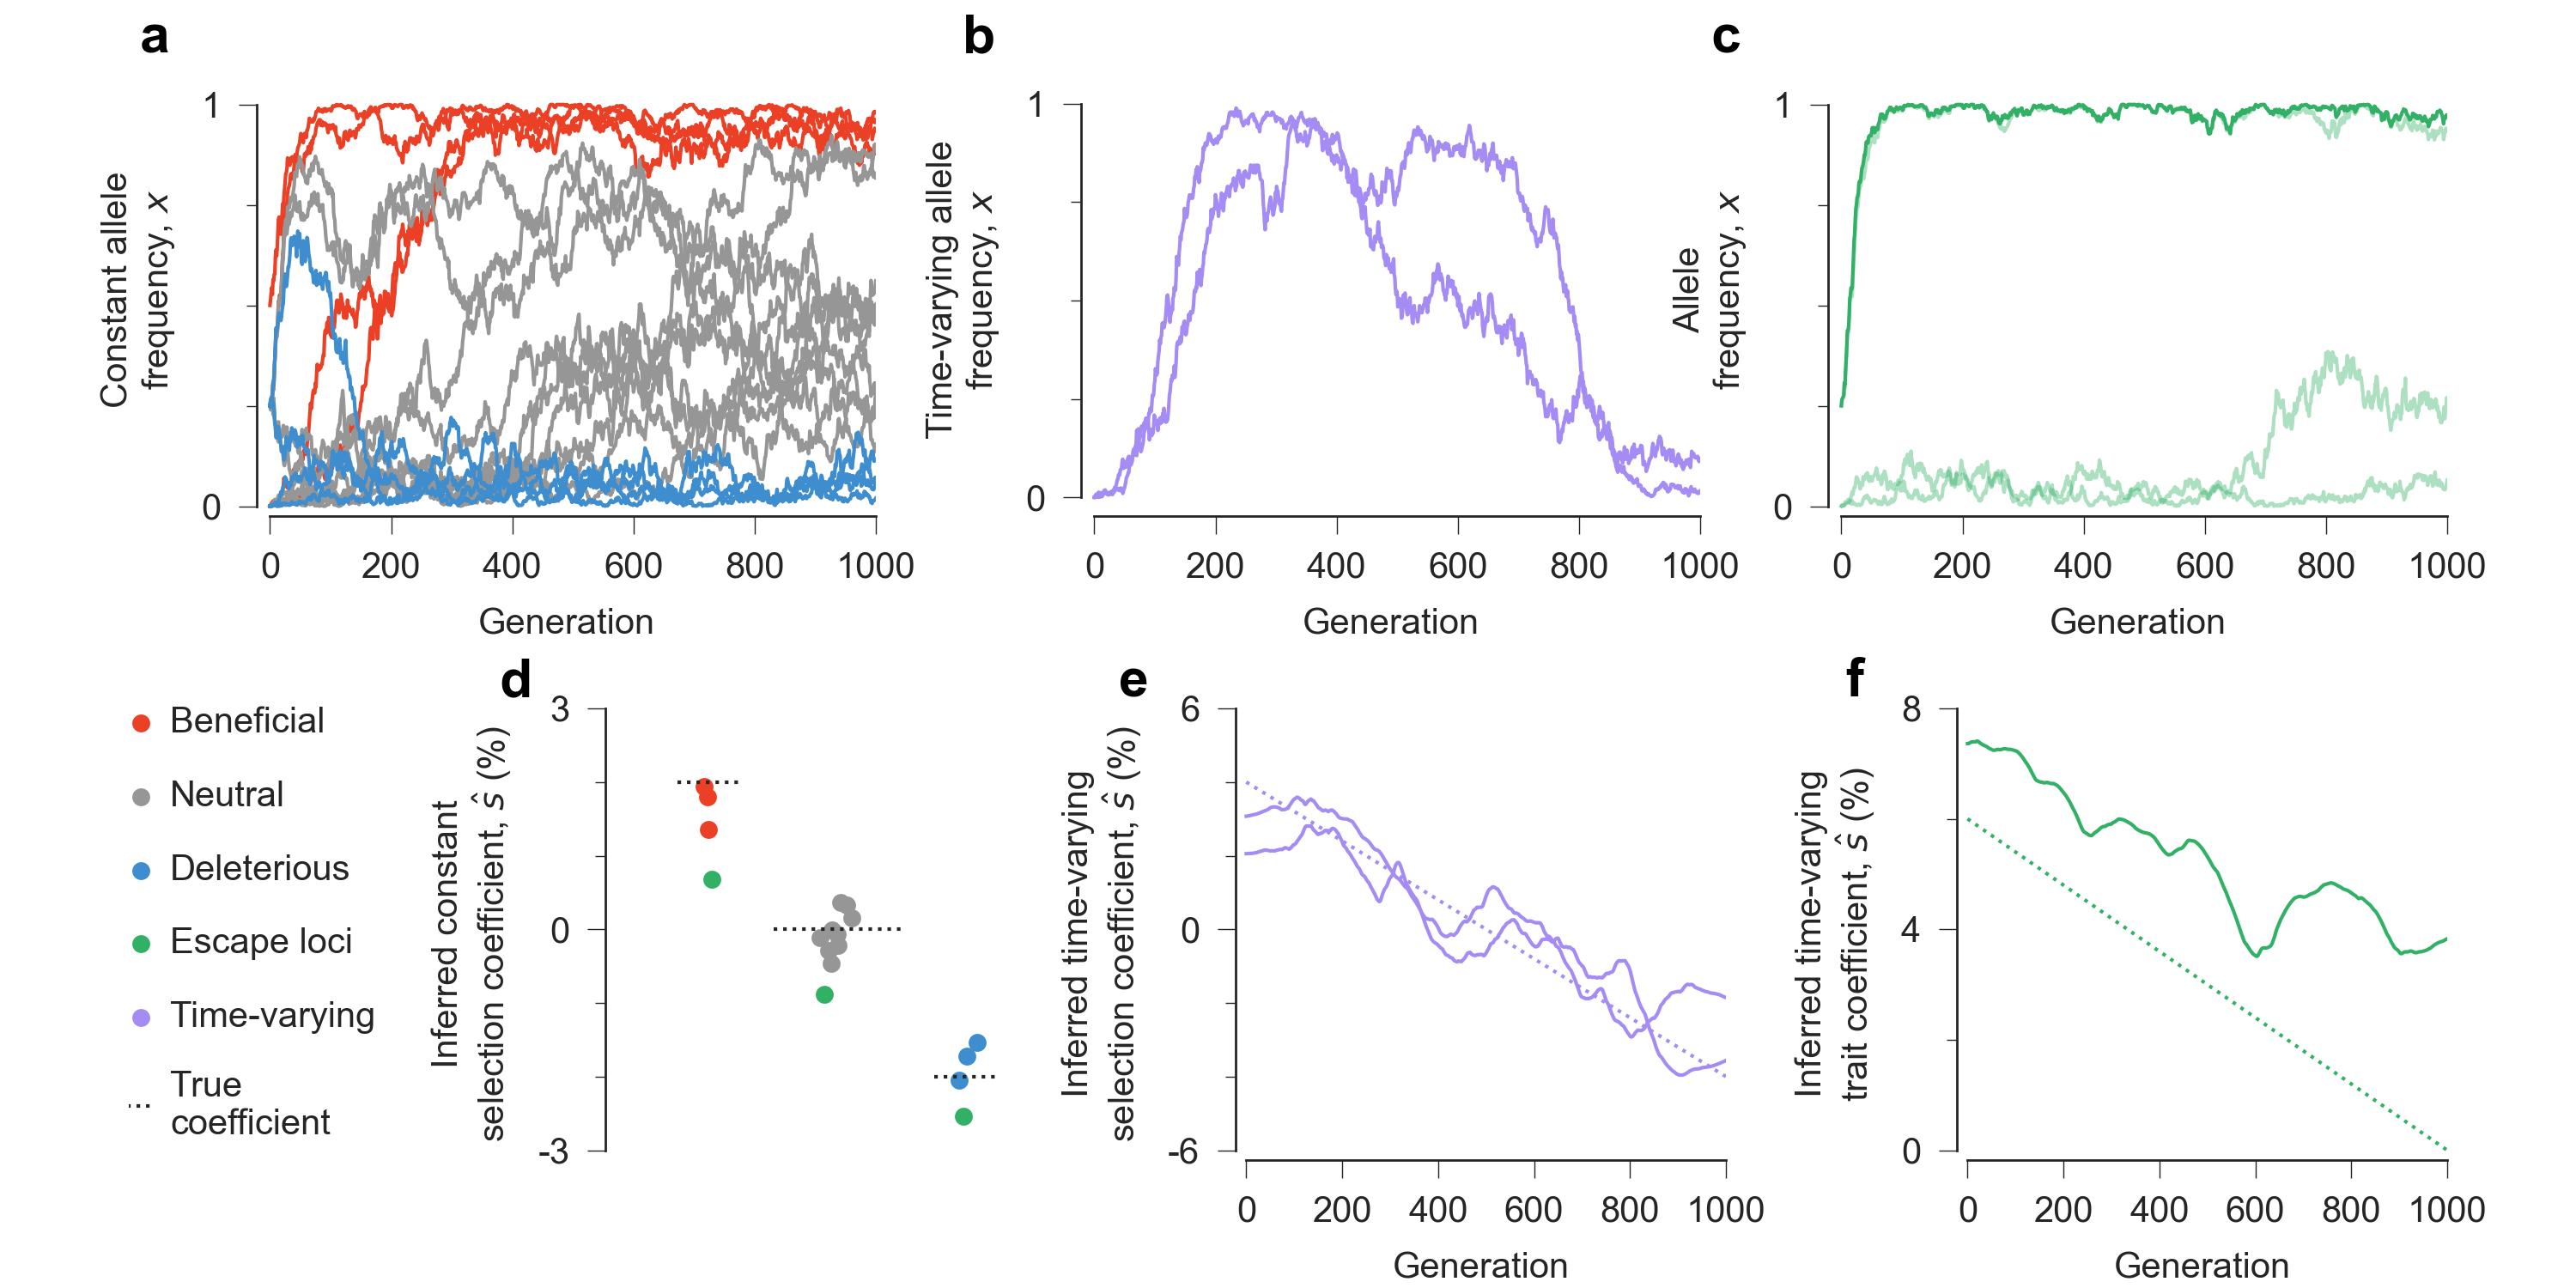 a
Constant allele
frequency, x
1
0
0 200 400 600 800 1000
Generation
b
Time-varying allele
frequency, x
1
0
0 200 400 600 800 1000
Generation
c
Allele
frequency, x
1
0
0 200 400 600 800 1000
Generation
Beneficial
Neutral
Deleterious
Escape loci
Time-varying
True
coefficient
d
Inferred constant
selection coefficient, ŝ (%)
3
0
-3
e
Inferred time-varying
selection coefficient, ŝ (%)
6
0
-6
0 200 400 600 800 1000
Generation
f
Inferred time-varying
trait coefficient, ŝ (%)
8
4
0
0 200 400 600 800 1000
Generation